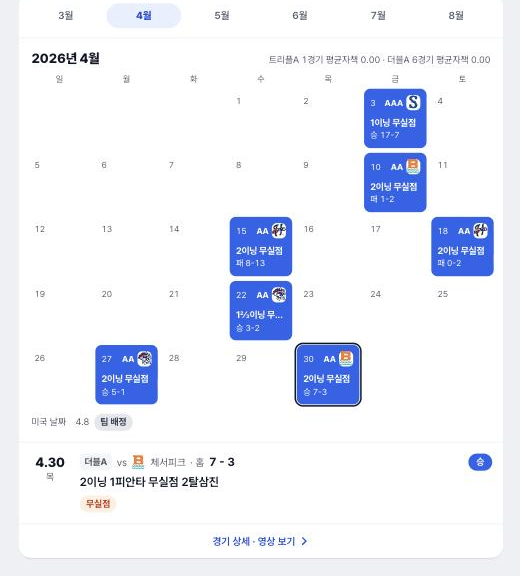 3월 4월 5월 6월 7월 8월
2026년 4월 트리플A 1경기 평균자책 0.00 · 더블A 6경기 평균자책 0.00
일 월 화 수 목 금 토
1 2 3 AAA S 4
1이닝 무실점
승 17-7
5 6 7 8 9 10 AA B 11
2이닝 무실점
패 1-2
12 13 14 15 AA 16 17 18 AA
2이닝 무실점 2이닝 무실점
패 8-13 패 0-2
19 20 21 22 AA 23 24 25
1⅔이닝 무...
승 3-2
26 27 AA 28 29 30 AA B
2이닝 무실점 2이닝 무실점
승 5-1 승 7-3
미국 날짜 4.8 팀 배정
4.30 더블A vs B 체서피크 · 홈 7 - 3 승
목
2이닝 1피안타 무실점 2탈삼진
무실점
경기 상세 · 영상 보기 >